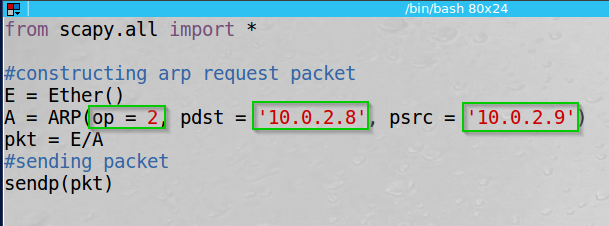 /bin/bash 80x24
from scapy.all import *
#constructing arp request packet
E = Ether()
A = ARP(op = 2, pdst = '10.0.2.8', psrc = '10.0.2.9')
pkt = E/A
#sending packet
sendp(pkt)